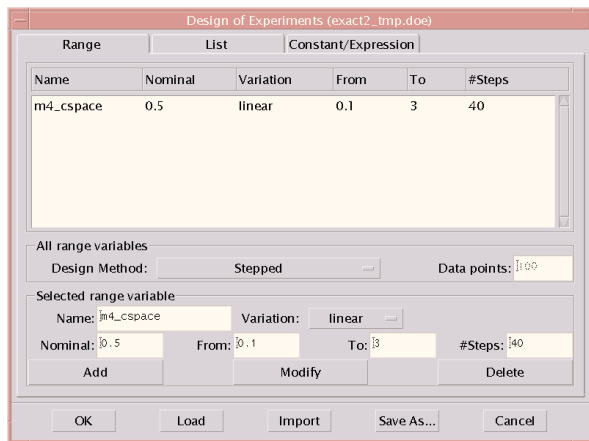 Design of Experiments (exact2_tmp.doe)
Range List Constant/Expression
Name Nominal Variation From To #Steps
m4_cspace 0.5 linear 0.1 3 40
All range variables
Design Method: Stepped Data points: 100
Selected range variable
Name: m4_cspace Variation: linear
Nominal: 0.5 From: 0.1 To: 3 #Steps: 40
Add Modify Delete
OK Load Import Save As... Cancel